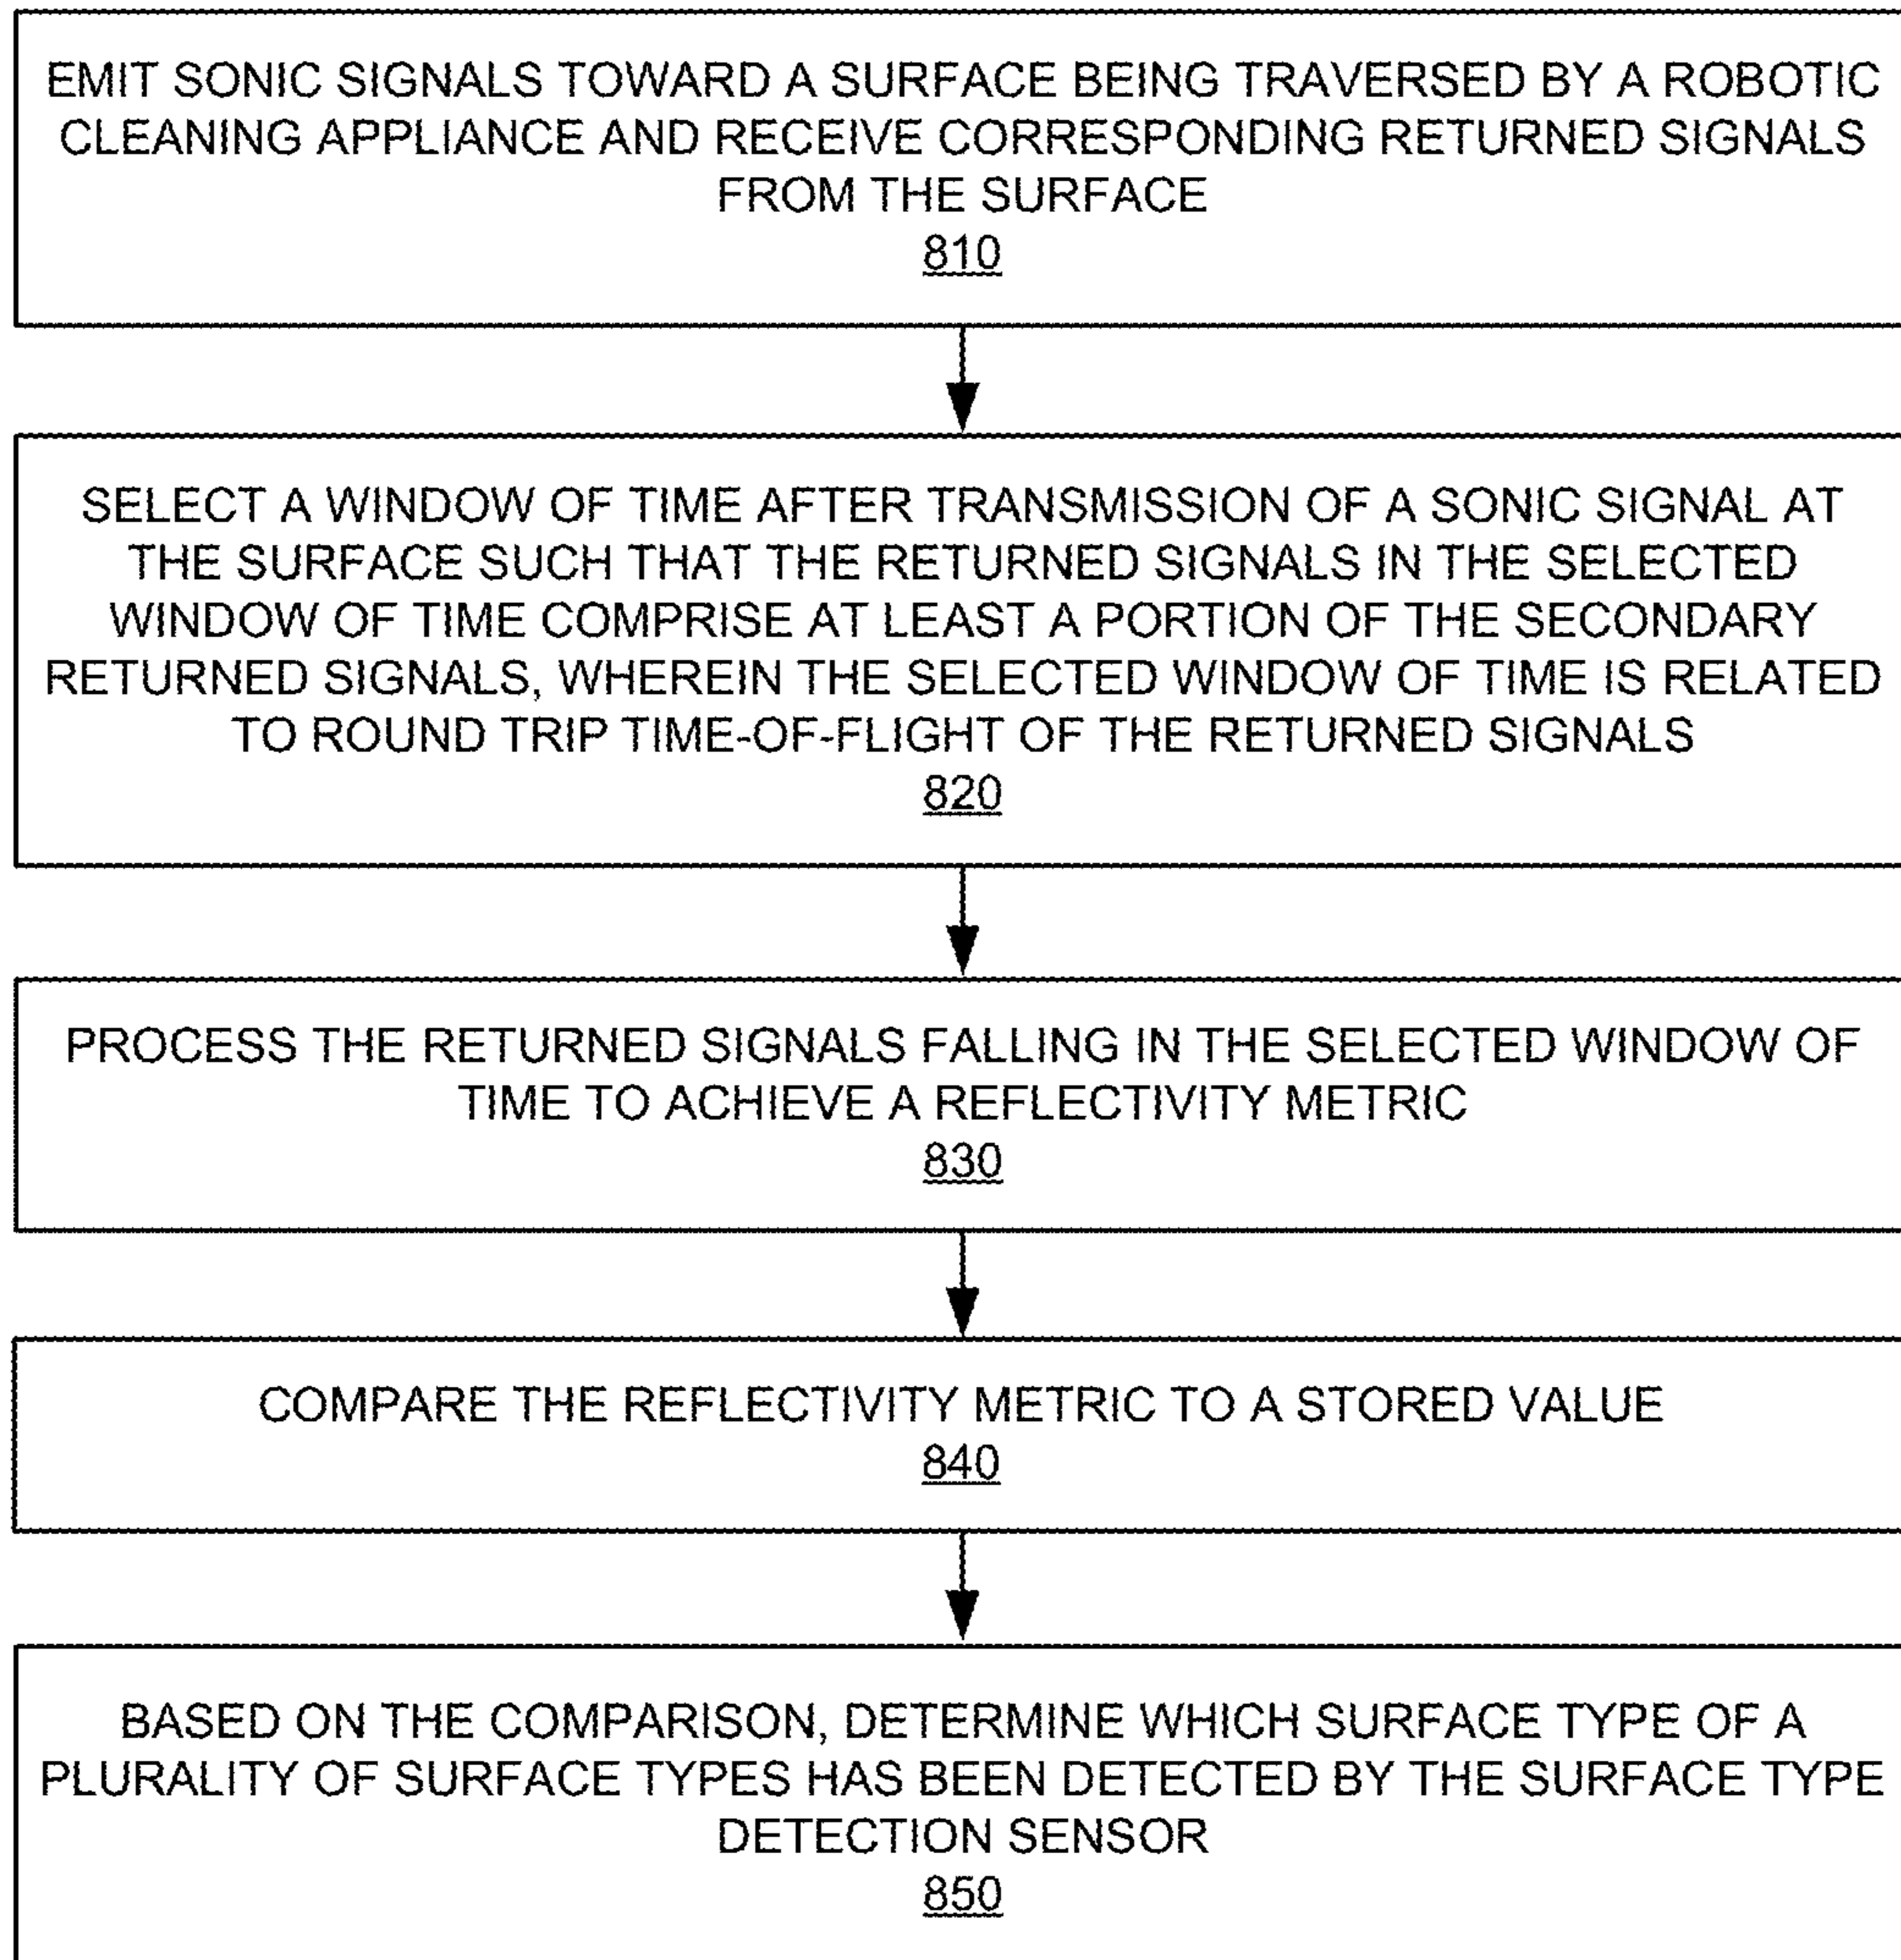 EMIT SONIC SIGNALS TOWARD A SURFACE BEING TRAVERSED BY A ROBOTIC
CLEANING APPLIANCE AND RECEIVE CORRESPONDING RETURNED SIGNALS
FROM THE SURFACE
810
SELECT A WINDOW OF TIME AFTER TRANSMISSION OF A SONIC SIGNAL AT
THE SURFACE SUCH THAT THE RETURNED SIGNALS IN THE SELECTED
WINDOW OF TIME COMPRISE AT LEAST A PORTION OF THE SECONDARY
RETURNED SIGNALS, WHEREIN THE SELECTED WINDOW OF TIME IS RELATED
TO ROUND TRIP TIME-OF-FLIGHT OF THE RETURNED SIGNALS
820
PROCESS THE RETURNED SIGNALS FALLING IN THE SELECTED WINDOW OF
TIME TO ACHIEVE A REFLECTIVITY METRIC
830
COMPARE THE REFLECTIVITY METRIC TO A STORED VALUE
840
BASED ON THE COMPARISON, DETERMINE WHICH SURFACE TYPE OF A
PLURALITY OF SURFACE TYPES HAS BEEN DETECTED BY THE SURFACE TYPE
DETECTION SENSOR
850